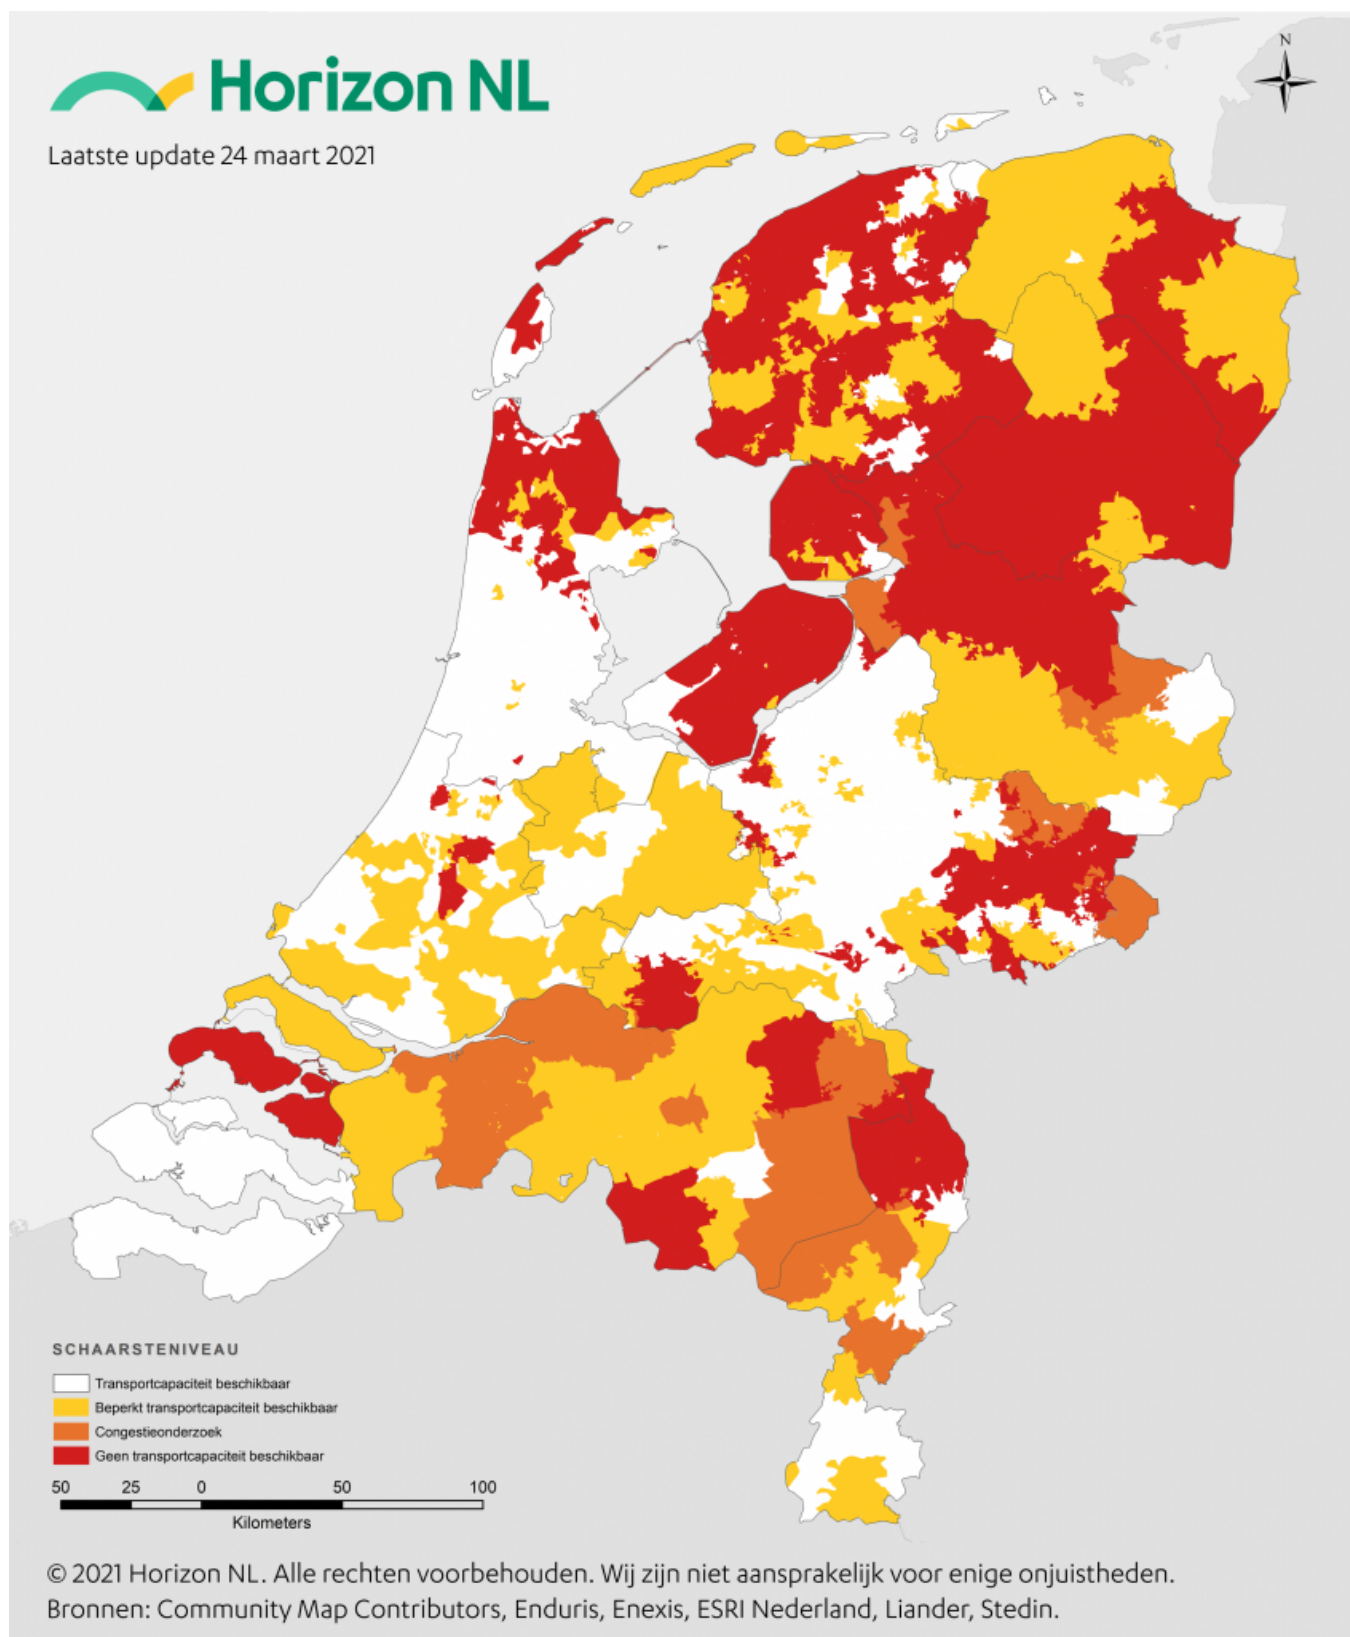 Horizon NL
Laatste update 24 maart 2021
N
SCHAARSTENIVEAU
Transportcapaciteit beschikbaar
Beperkt transportcapaciteit beschikbaar
Congestieonderzoek
Geen transportcapaciteit beschikbaar
50 25 0 50 100
Kilometers
© 2021 Horizon NL. Alle rechten voorbehouden. Wij zijn niet aansprakelijk voor enige onjuistheden.
Bronnen: Community Map Contributors, Enduris, Enexis, ESRI Nederland, Liander, Stedin.